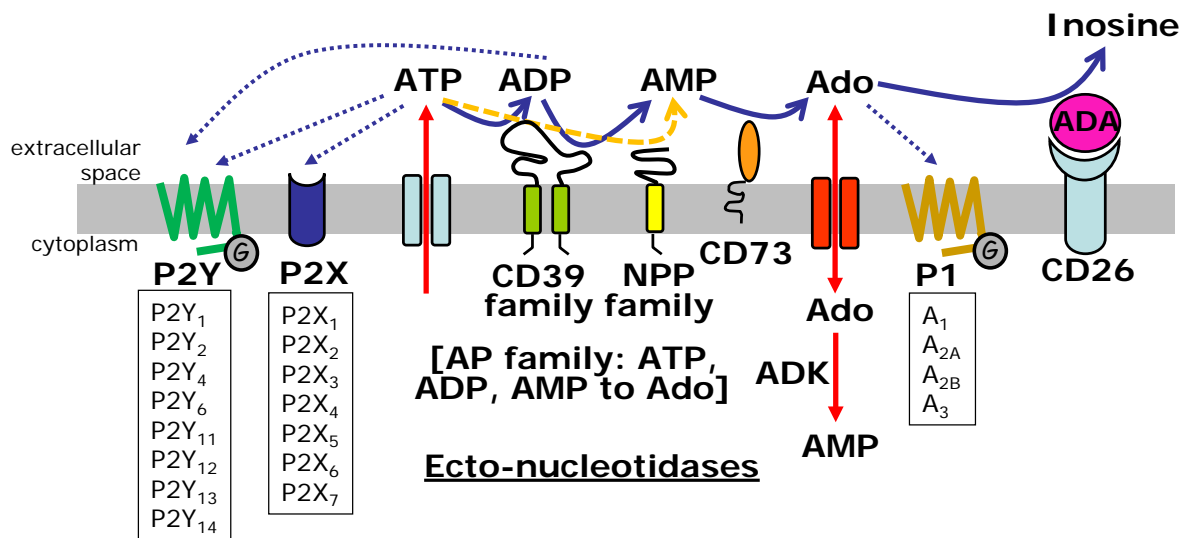 Inosine
ATP ADP AMP Ado
ADA
extracellular
space
cytoplasm
G
G
P2Y P2X CD39 NPP CD73 P1 CD26
family family
P2Y₁
P2Y₂
P2Y₄
P2Y₆
P2Y₁₁
P2Y₁₂
P2Y₁₃
P2Y₁₄
P2X₁
P2X₂
P2X₃
P2X₄
P2X₅
P2X₆
P2X₇
[AP family: ATP,
ADP, AMP to Ado]
Ecto-nucleotidases
Ado
ADK
AMP
A₁
A₂A
A₂B
A₃